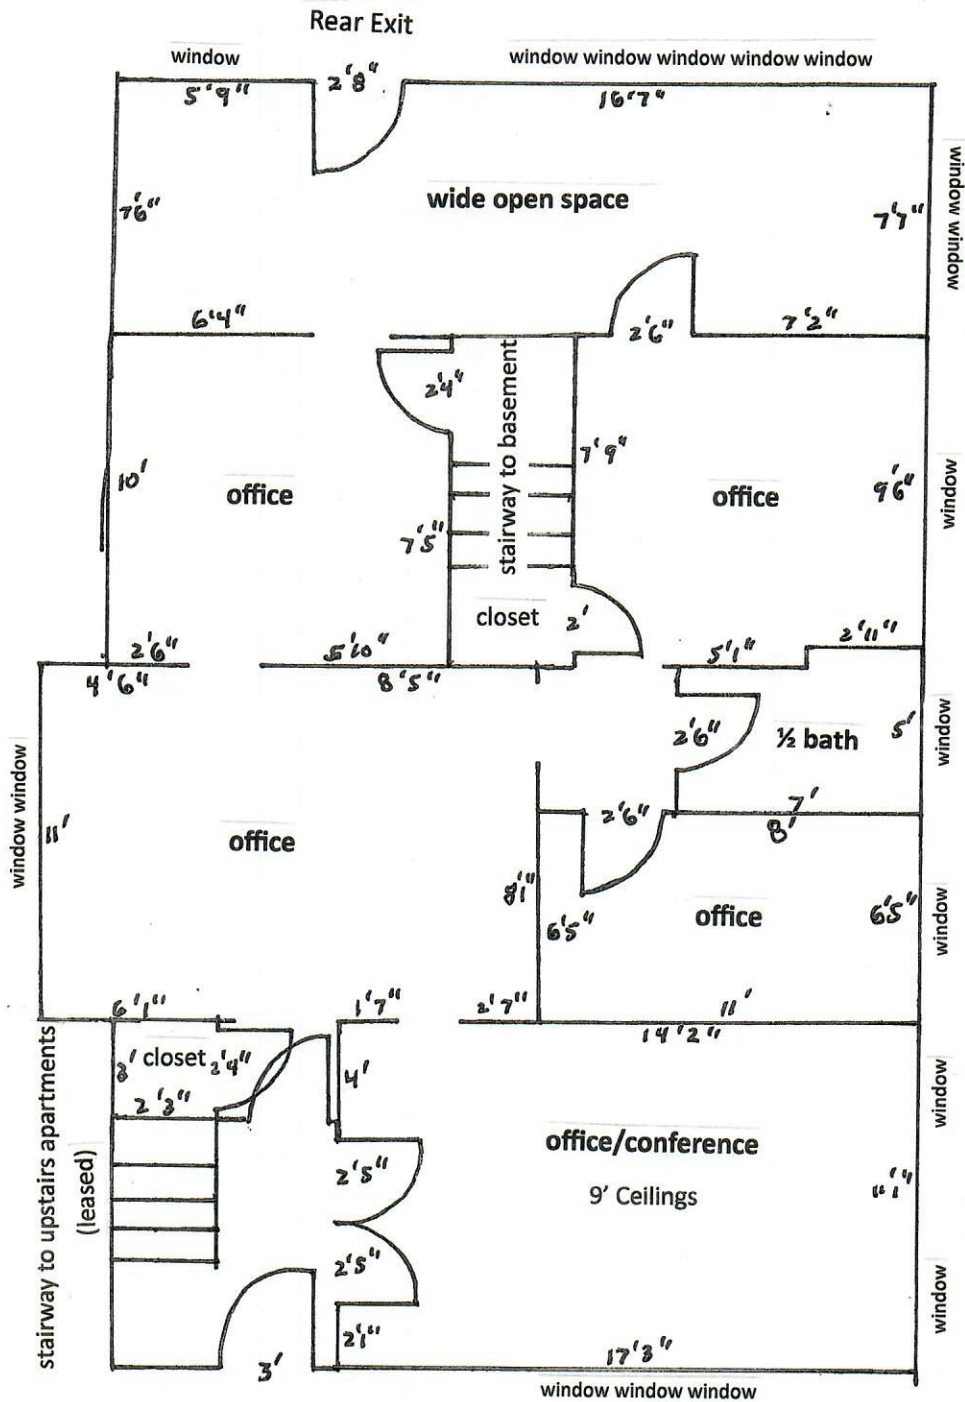 Rear Exit
window
window window window window window
5'9"
2'8"
16'7"
7'6"
wide open space
7'7"
window window
6'4"
2'6"
7'2"
2'4"
stairway to basement
7'9"
10'
office
office
9'6"
window
7'5"
closet
2'
2'6"
5'10"
5'1"
2'11"
4'6"
8'5"
window window
2'6"
½ bath
5'
window
11'
office
2'6"
7'
8'
8'1"
6'5"
office
6'5"
window
6'1"
1'7"
2'7"
11'
14'2"
3'
closet
2'4"
4'
window
2'3"
stairway to upstairs apartments
(leased)
2'5"
office/conference
9' Ceilings
11'1"
2'5"
window
2'1"
3'
17'3"
window window window